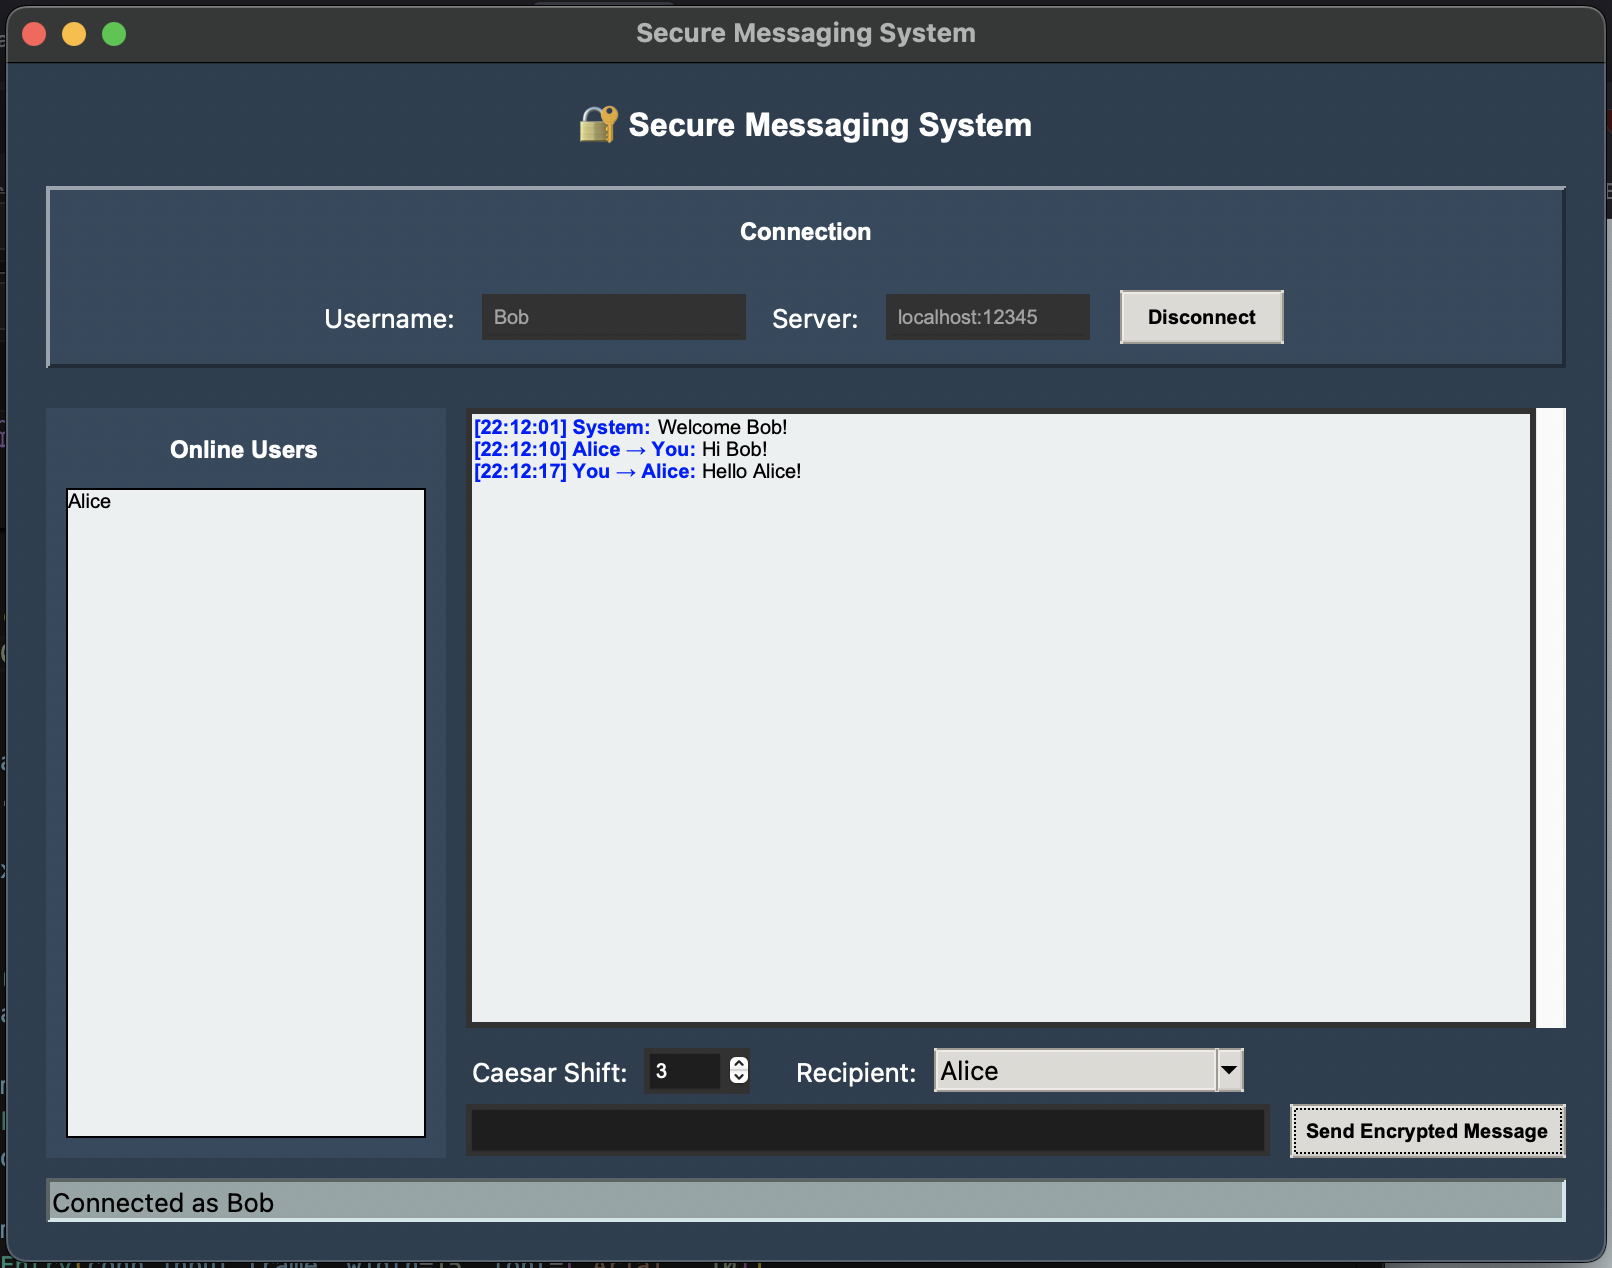 Secure Messaging System
🔐 Secure Messaging System
Connection
Username: Bob Server: localhost:12345 Disconnect
Online Users
Alice
[22:12:01] System: Welcome Bob!
[22:12:10] Alice → You: Hi Bob!
[22:12:17] You → Alice: Hello Alice!
Caesar Shift: 3 Recipient: Alice
Send Encrypted Message
Connected as Bob